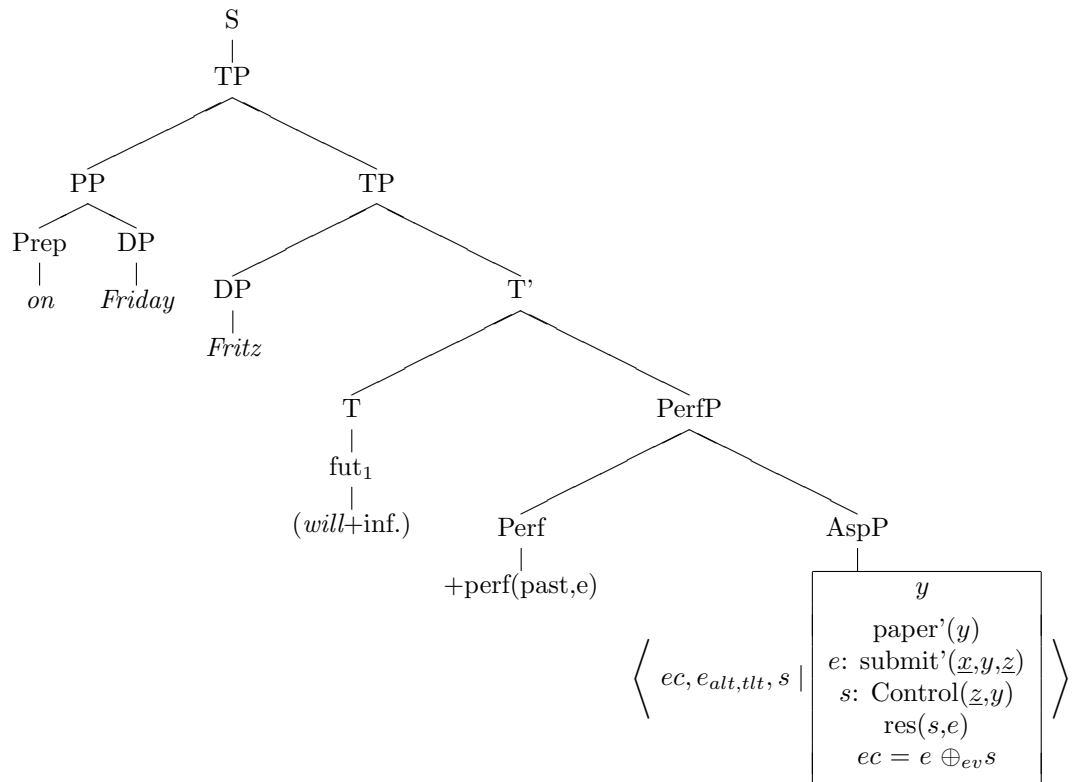 S
TP
PP TP
Prep DP
on Friday
DP T'
Fritz
T PerfP
fut₁
(will+inf.)
Perf AspP
+perf(past,e)
y
paper'(y)
e: submit'(x,y,z)
⟨ ec, e_alt,tlt, s | s: Control(z,y) ⟩
res(s,e)
ec = e ⊕_ev s